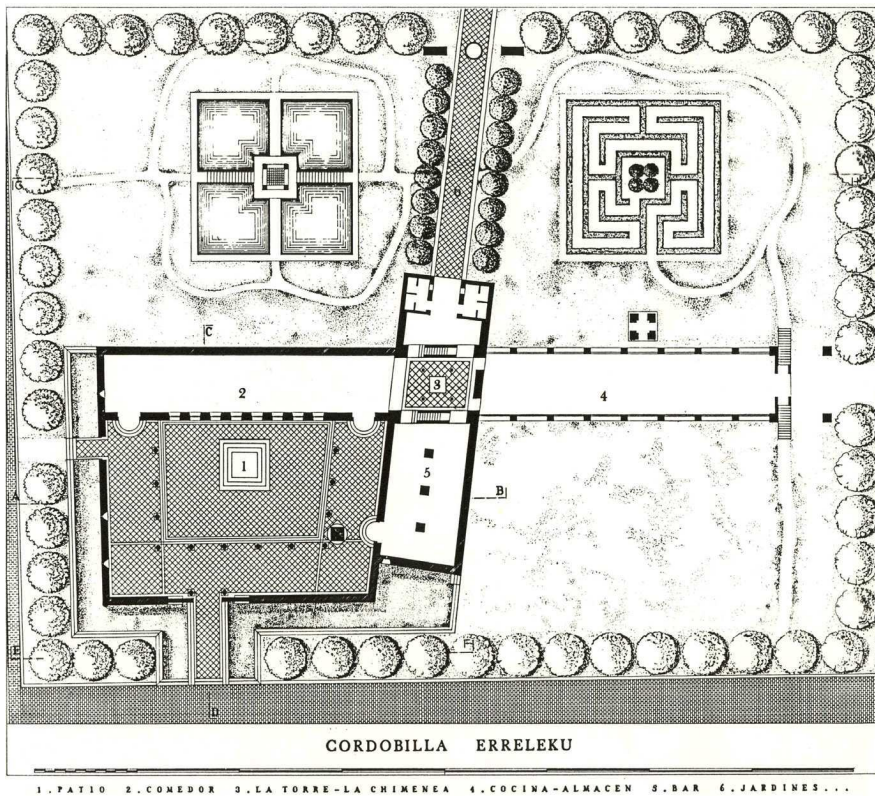 G
6
H
C
3
2
4
1
5
A
B
E
F
D
CORDOBILLA ERRELEKU
1. PATIO 2. COMEDOR 3. LA TORRE-LA CHIMENEA 4. COCINA-ALMACEN 5. BAR 6. JARDINES...